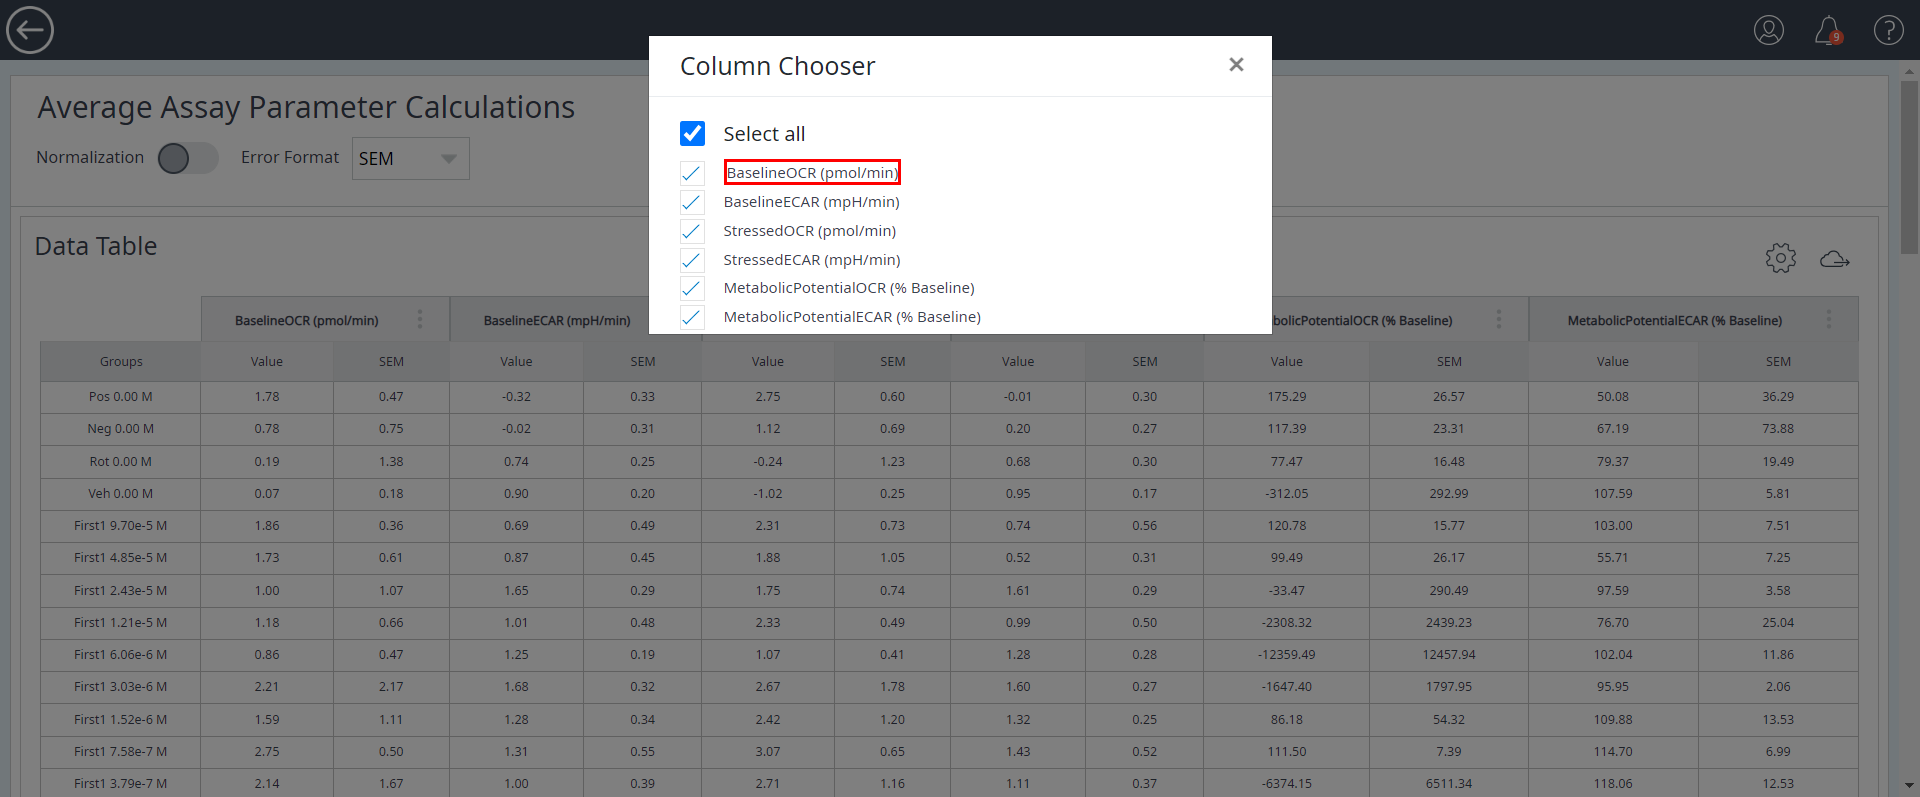 9
?
Column Chooser
×
Average Assay Parameter Calculations
Select all
Normalization
Error Format
SEM
BaselineOCR (pmol/min)
BaselineECAR (mpH/min)
StressedOCR (pmol/min)
StressedECAR (mpH/min)
MetabolicPotentialOCR (% Baseline)
MetabolicPotentialECAR (% Baseline)
Data Table
BaselineOCR (pmol/min) BaselineECAR (mpH/min) bolicPotentialOCR (% Baseline) MetabolicPotentialECAR (% Baseline)
Groups Value SEM Value SEM Value SEM Value SEM Value SEM Value SEM
Pos 0.00 M 1.78 0.47 -0.32 0.33 2.75 0.60 -0.01 0.30 175.29 26.57 50.08 36.29
Neg 0.00 M 0.78 0.75 -0.02 0.31 1.12 0.69 0.20 0.27 117.39 23.31 67.19 73.88
Rot 0.00 M 0.19 1.38 0.74 0.25 -0.24 1.23 0.68 0.30 77.47 16.48 79.37 19.49
Veh 0.00 M 0.07 0.18 0.90 0.20 -1.02 0.25 0.95 0.17 -312.05 292.99 107.59 5.81
First1 9.70e-5 M 1.86 0.36 0.69 0.49 2.31 0.73 0.74 0.56 120.78 15.77 103.00 7.51
First1 4.85e-5 M 1.73 0.61 0.87 0.45 1.88 1.05 0.52 0.31 99.49 26.17 55.71 7.25
First1 2.43e-5 M 1.00 1.07 1.65 0.29 1.75 0.74 1.61 0.29 -33.47 290.49 97.59 3.58
First1 1.21e-5 M 1.18 0.66 1.01 0.48 2.33 0.49 0.99 0.50 -2308.32 2439.23 76.70 25.04
First1 6.06e-6 M 0.86 0.47 1.25 0.19 1.07 0.41 1.28 0.28 -12359.49 12457.94 102.04 11.86
First1 3.03e-6 M 2.21 2.17 1.68 0.32 2.67 1.78 1.60 0.27 -1647.40 1797.95 95.95 2.06
First1 1.52e-6 M 1.59 1.11 1.28 0.34 2.42 1.20 1.32 0.25 86.18 54.32 109.88 13.53
First1 7.58e-7 M 2.75 0.50 1.31 0.55 3.07 0.65 1.43 0.52 111.50 7.39 114.70 6.99
First1 3.79e-7 M 2.14 1.67 1.00 0.39 2.71 1.16 1.11 0.37 -6374.15 6511.34 118.06 12.53